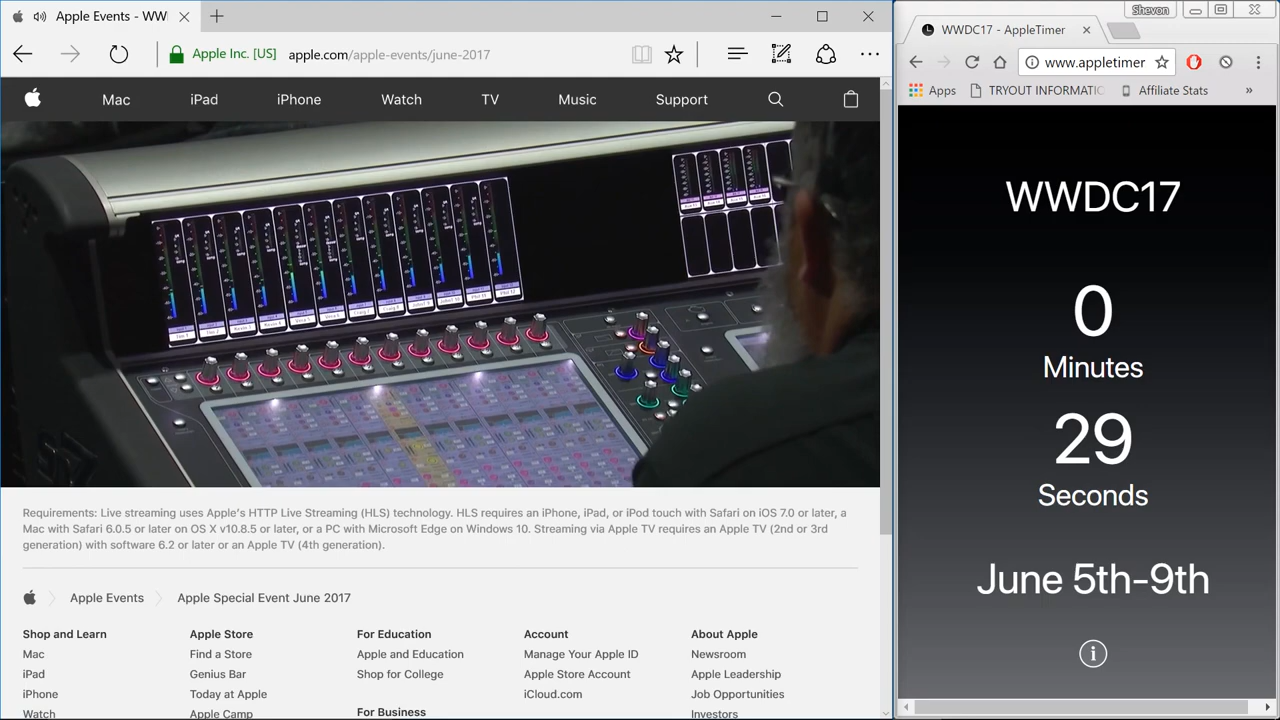 Apple Events - WW
Apple Inc. [US]
apple.com/apple-events/june-2017
Mac
iPad
iPhone
Watch
TV
Music
Support
Requirements: Live streaming uses Apple's HTTP Live Streaming (HLS) technology. HLS requires an iPhone, iPad, or iPod touch with Safari on iOS 7.0 or later, a
Mac with Safari 6.0.5 or later on OS X v10.8.5 or later, or a PC with Microsoft Edge on Windows 10. Streaming via Apple TV requires an Apple TV (2nd or 3rd
generation) with software 6.2 or later or an Apple TV (4th generation).
Apple Events
Apple Special Event June 2017
Shop and Learn
Mac
iPad
iPhone
Watch
Apple Store
Find a Store
Genius Bar
Today at Apple
Apple Camp
For Education
Apple and Education
Shop for College
For Business
Account
Manage Your Apple ID
Apple Store Account
iCloud.com
About Apple
Newsroom
Apple Leadership
Job Opportunities
Investors
Shevon
WWDC17 - AppleTimer
www.appletimer
Apps
TRYOUT INFORMATIC
Affiliate Stats
WWDC17
0
Minutes
29
Seconds
June 5th-9th